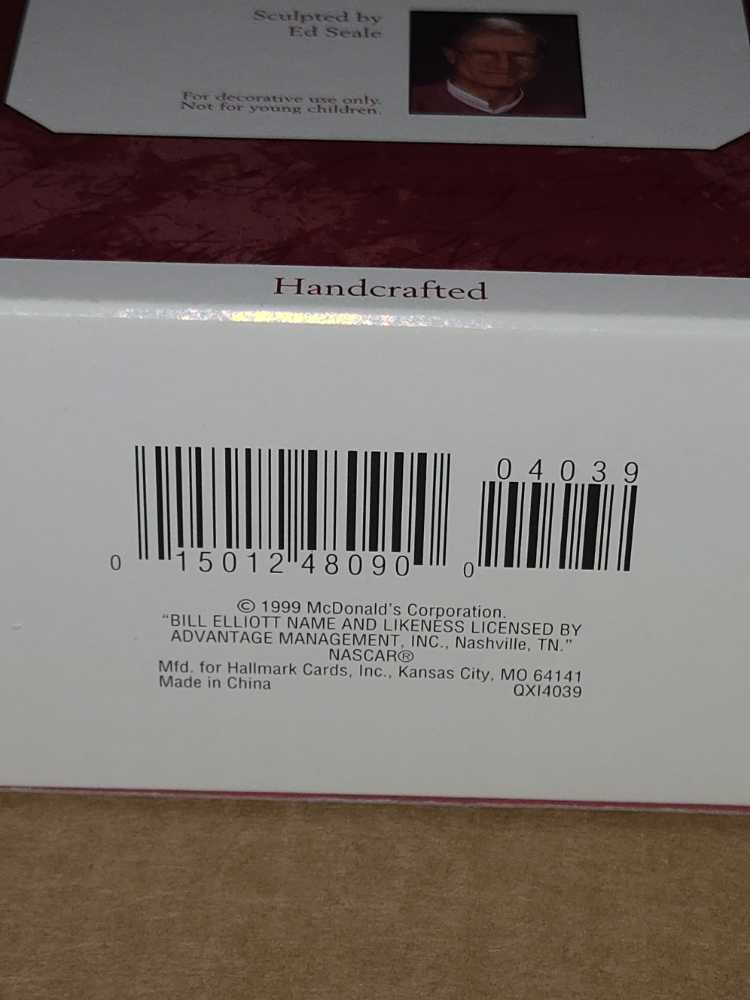 Sculpted by
Ed Seale
For decorative use only.
Not for young children.
Handcrafted
04039
0 15012 48090 0
© 1999 McDonald's Corporation.
"BILL ELLIOTT NAME AND LIKENESS LICENSED BY
ADVANTAGE MANAGEMENT, INC., Nashville, TN."
NASCAR®
Mfd. for Hallmark Cards, Inc., Kansas City, MO 64141
Made in China QXI4039